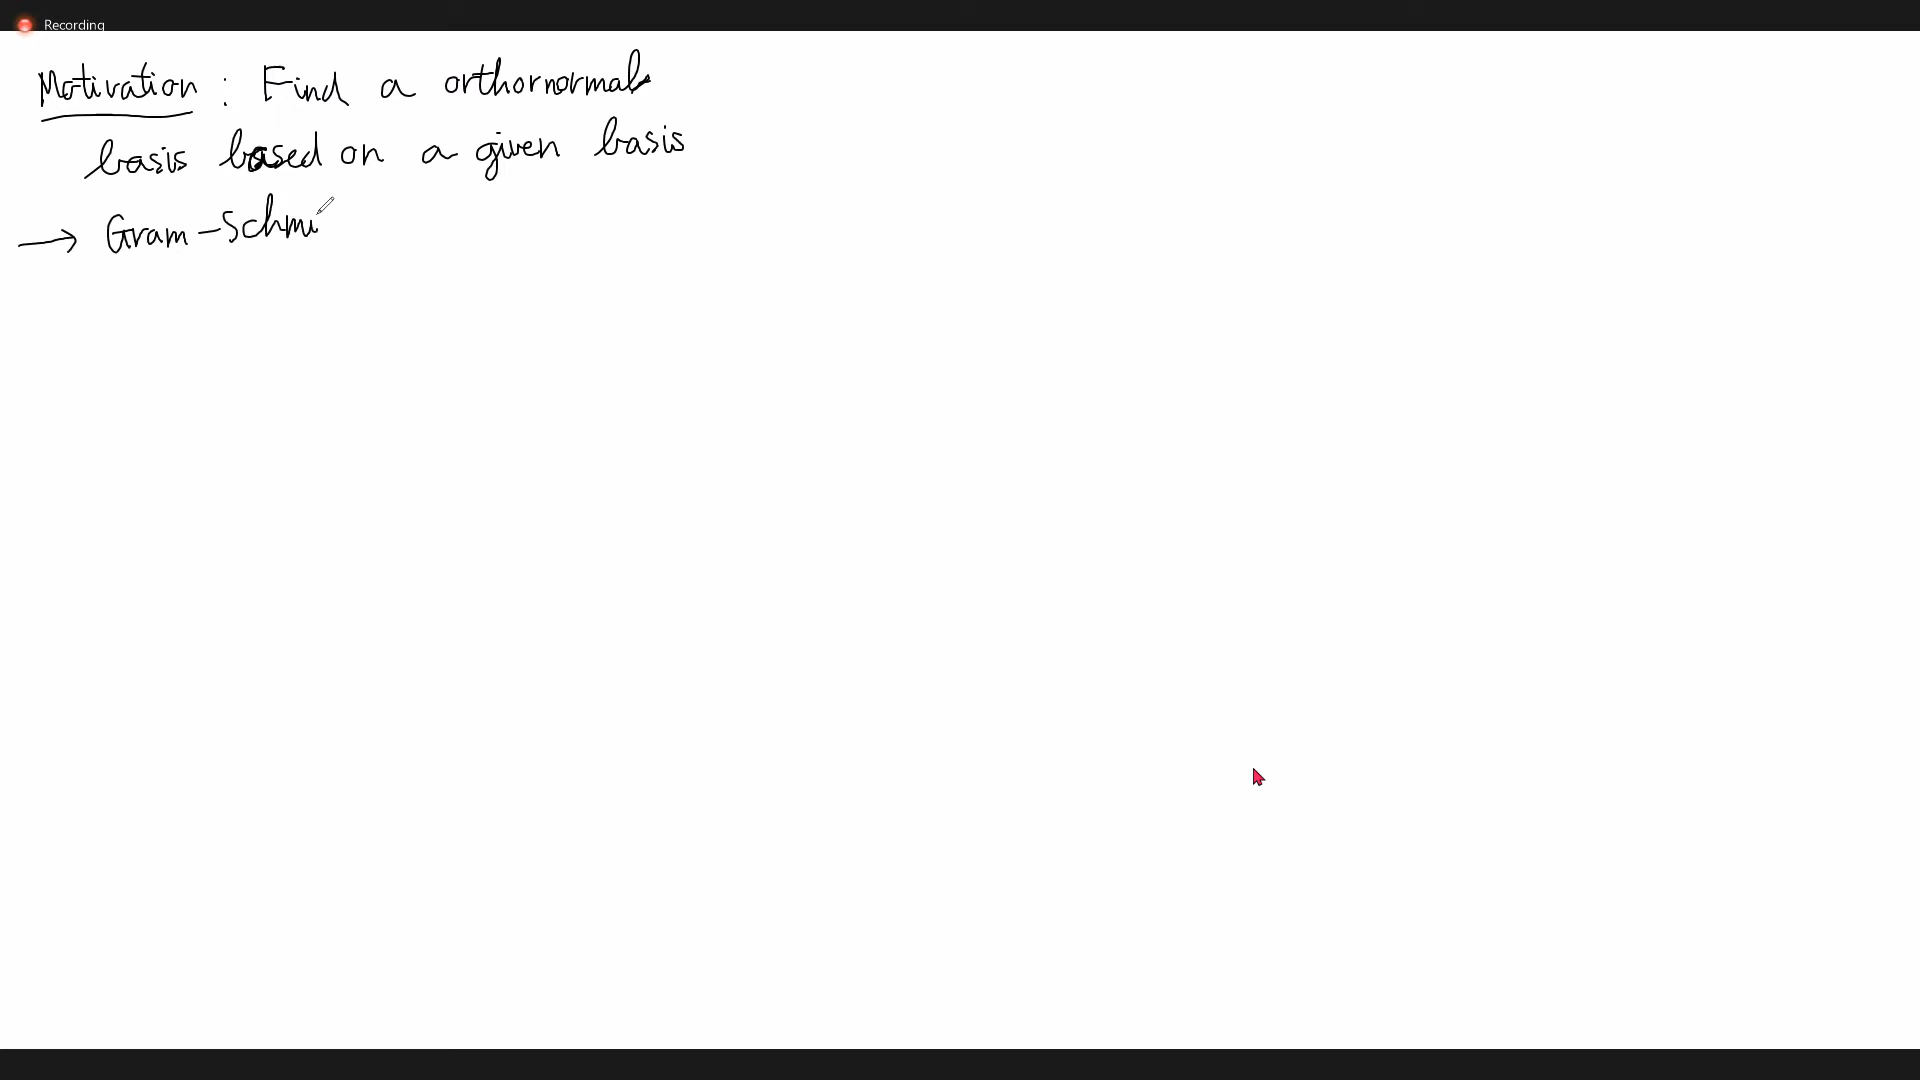 Recording
Motivation : Find a orthornormal
basis based on a given basis
→ Gram-Schmi